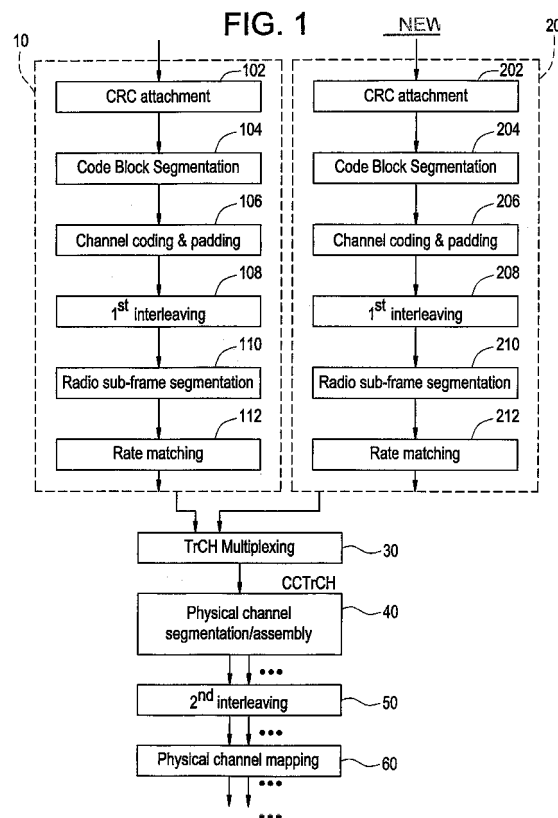 FIG. 1
NEW
10
20
102
CRC attachment
104
Code Block Segmentation
106
Channel coding & padding
108
1st interleaving
110
Radio sub-frame segmentation
112
Rate matching
202
CRC attachment
204
Code Block Segmentation
206
Channel coding & padding
208
1st interleaving
210
Radio sub-frame segmentation
212
Rate matching
TrCH Multiplexing
30
CCTrCH
Physical channel
segmentation/assembly
40
2nd interleaving
50
Physical channel mapping
60